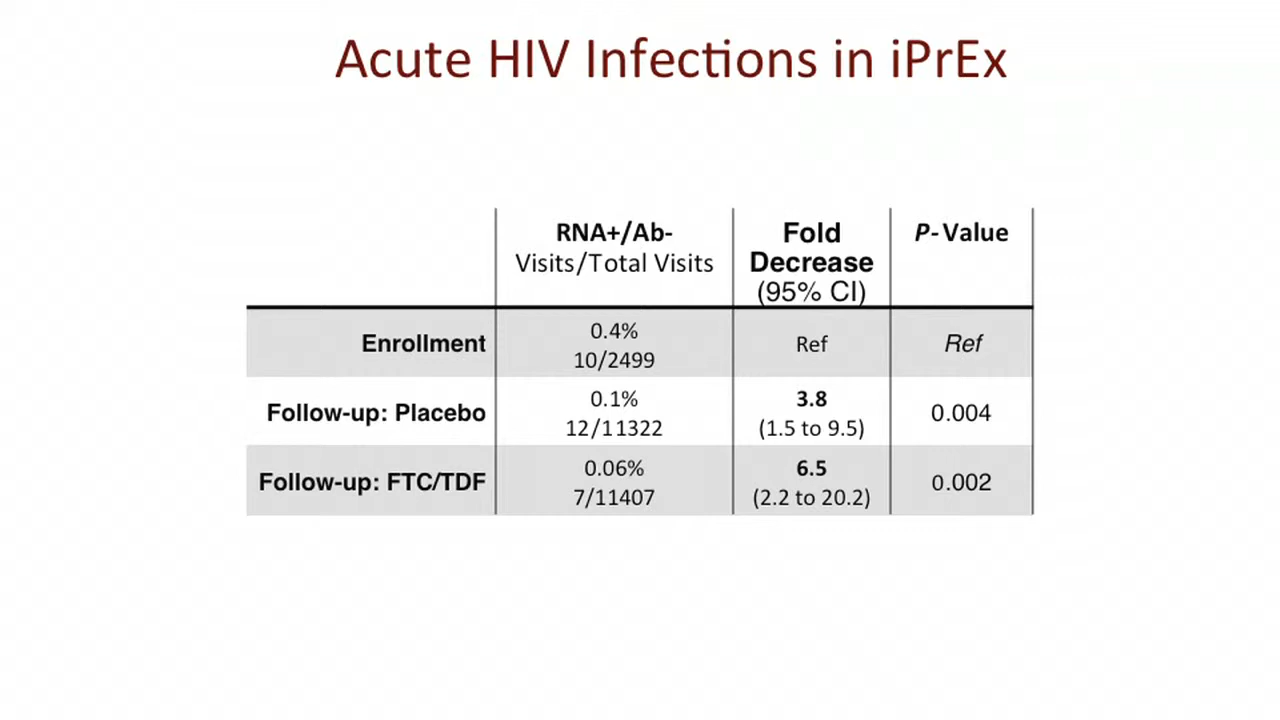 Acute HIV Infections in iPrEx
RNA+/Ab-
Visits/Total Visits
Fold
Decrease
(95% CI)
P-Value
Enrollment
0.4%
10/2499
Ref
Ref
Follow-up: Placebo
0.1%
12/11322
3.8
(1.5 to 9.5)
0.004
Follow-up: FTC/TDF
0.06%
7/11407
6.5
(2.2 to 20.2)
0.002